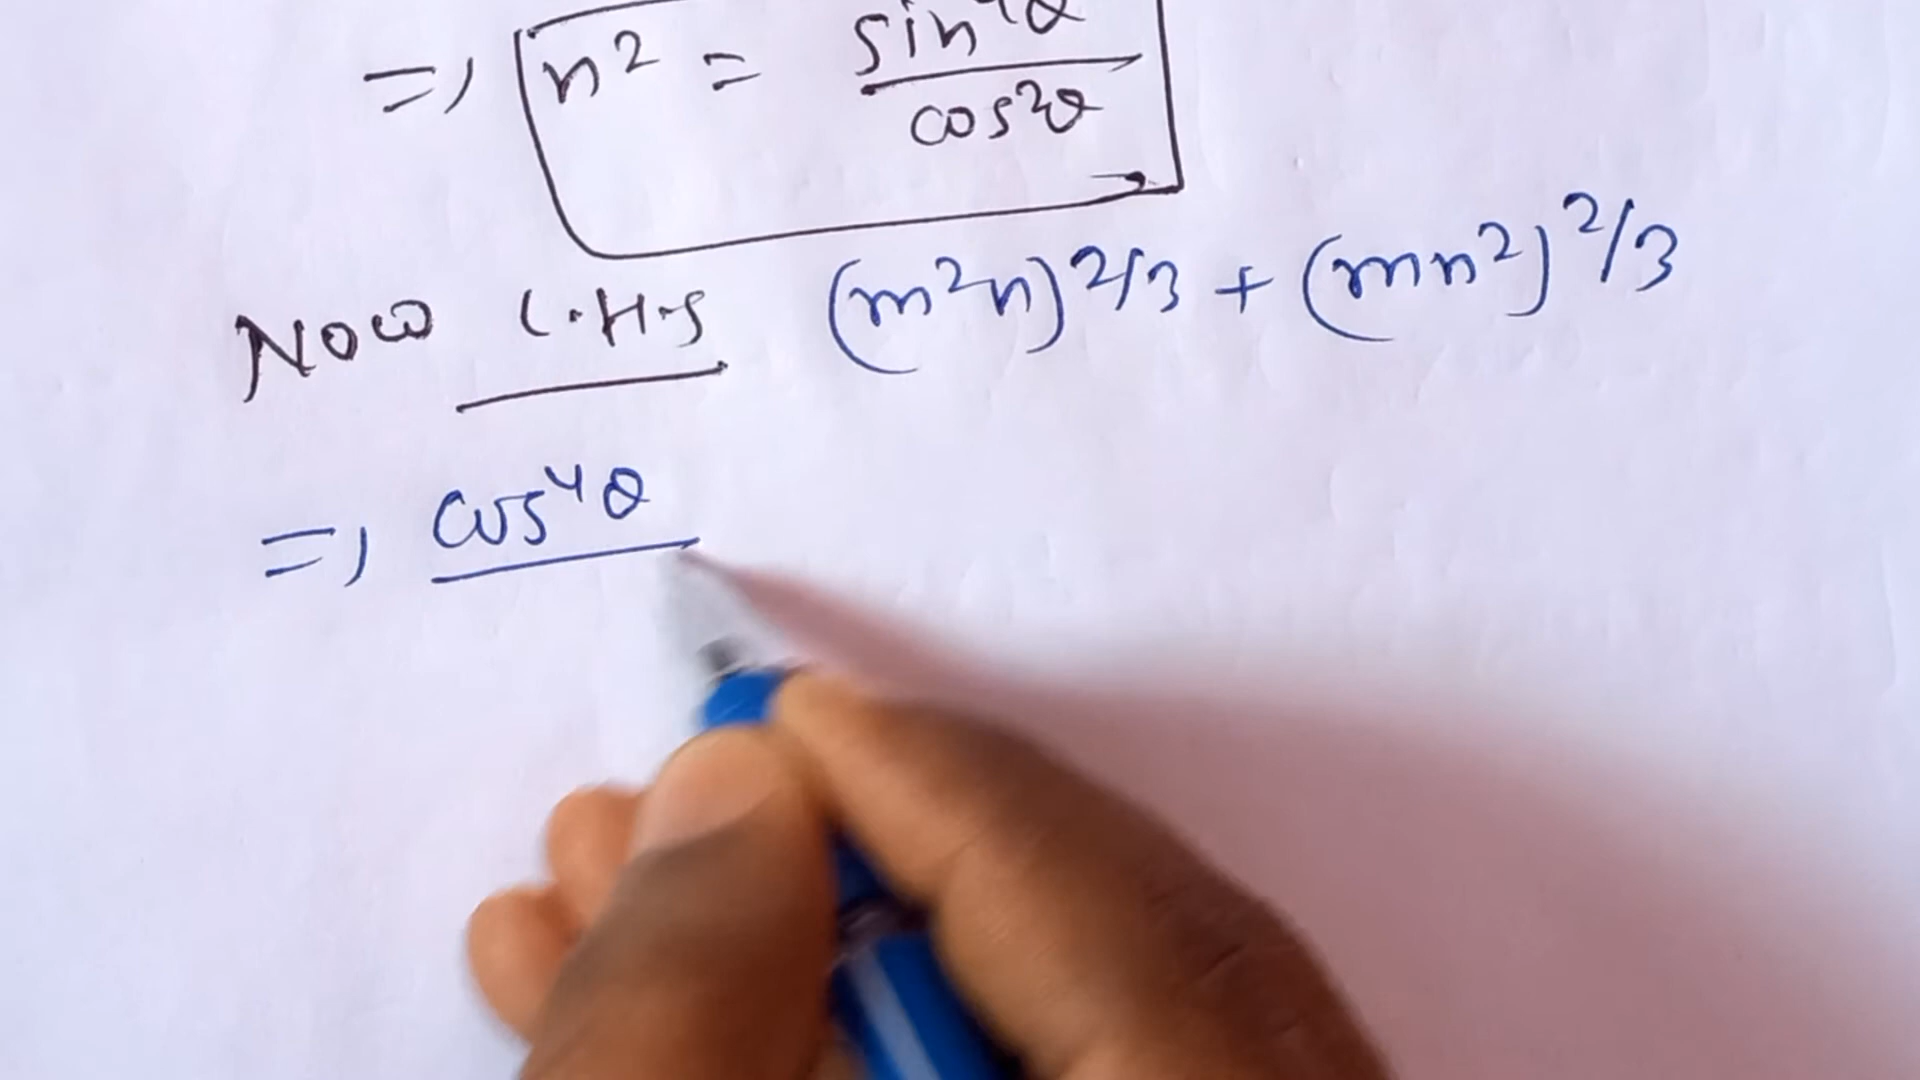 => n² = sin⁴θ / cos²θ
Now L.H.S (m²n)^2/3 + (mn²)^2/3
=> cos⁴θ